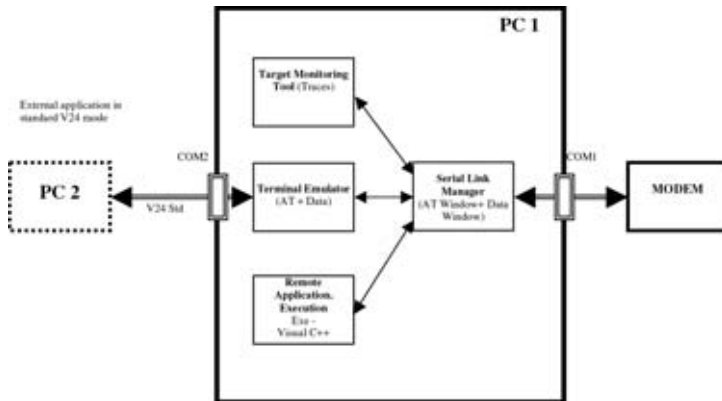 PC 1
Target Monitoring
Tool (Traces)
External application in
standard V24 mode
COM2
COM1
PC 2
V24 Std
Terminal Emulator
(AT + Data)
Serial Link
Manager
(AT Window+ Data
Window)
MODEM
Remote
Application,
Execution
Exe -
Visual C++